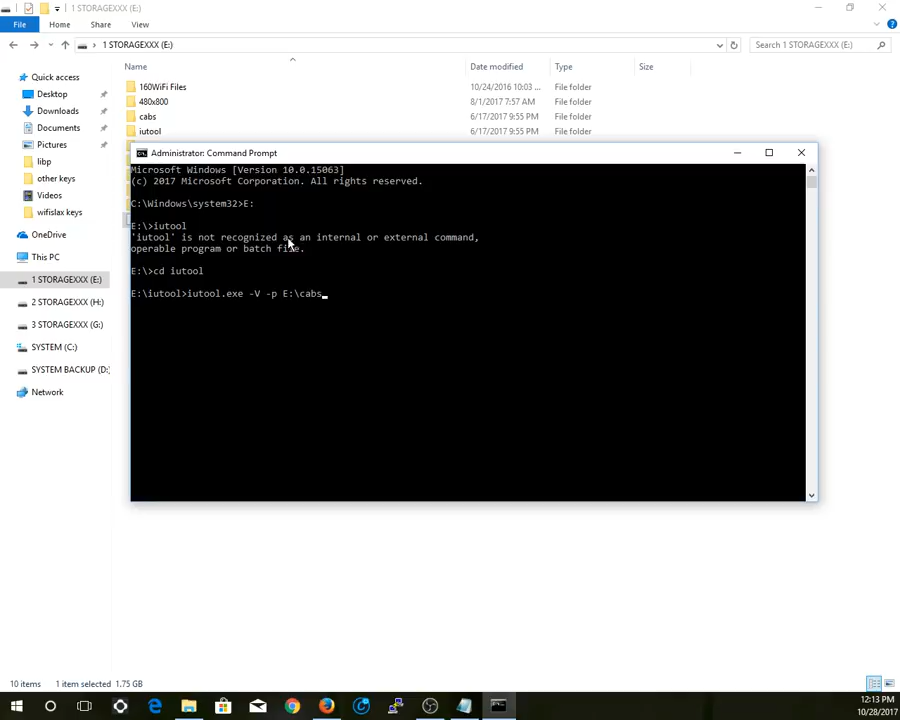 1 STORAGEXXX (E:)
File
Home
Share
View
1 STORAGEXXX (E:)
Search 1 STORAGEXXX (E:)
Name
Date modified
Type
Size
Quick access
Desktop
Downloads
Documents
Pictures
libp
other keys
Videos
wifislax keys
OneDrive
This PC
1 STORAGEXXX (E:)
2 STORAGEXXX (H:)
3 STORAGEXXX (G:)
SYSTEM (C:)
SYSTEM BACKUP (D:)
Network
160WiFi Files 10/24/2016 10:03 ... File folder
480x800 8/1/2017 7:57 AM File folder
cabs 6/17/2017 9:55 PM File folder
iutool 6/17/2017 9:55 PM File folder
Administrator: Command Prompt
Microsoft Windows [Version 10.0.15063]
(c) 2017 Microsoft Corporation. All rights reserved.
C:\Windows\system32>E:
E:\>iutool
'iutool' is not recognized as an internal or external command,
operable program or batch file.
E:\>cd iutool
E:\iutool>iutool.exe -V -p E:\cabs
10 items
1 item selected 1.75 GB
12:13 PM
10/28/2017